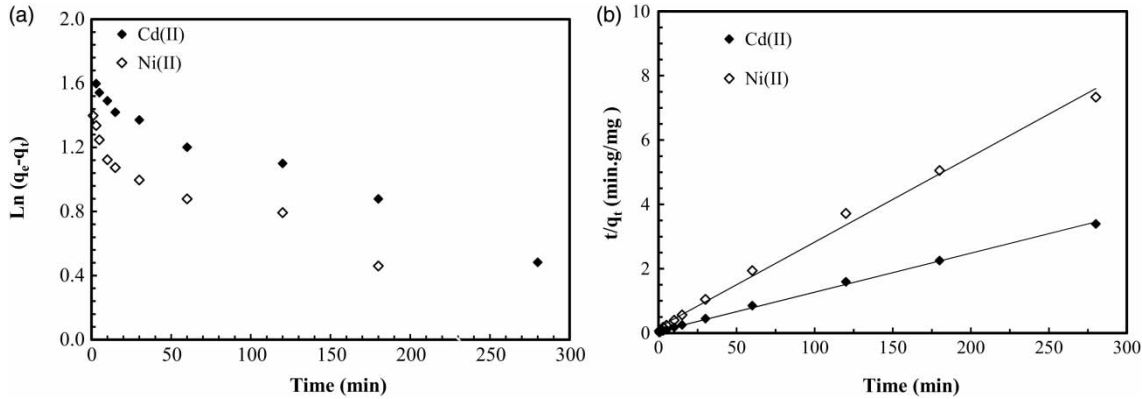 (a)
2.0
1.6
1.2
0.8
0.4
0.0
Ln (qe-qt)
Cd(II)
Ni(II)
0 50 100 150 200 250 300
Time (min)
(b)
10
8
6
4
2
0
t/qt (min.g/mg )
Cd(II)
Ni(II)
0 50 100 150 200 250 300
Time (min)